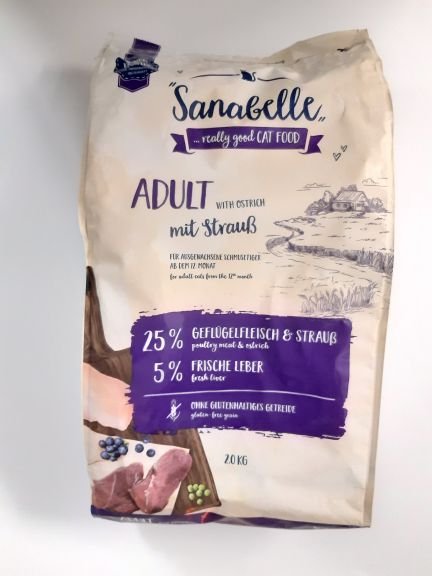 "Sanabelle"
... really good CAT FOOD
ADULT WITH OSTRICH
mit Strauß
FÜR AUSGEWACHSENE SCHMUSETIGER
AB DEM 12. MONAT
for adult cats from the 12th month
25 % GEFLÜGELFLEISCH & STRAUß
poultry meat & ostrich
5 % FRISCHE LEBER
fresh liver
OHNE GLUTENHALTIGES GETREIDE
gluten-free grain
2.0 KG